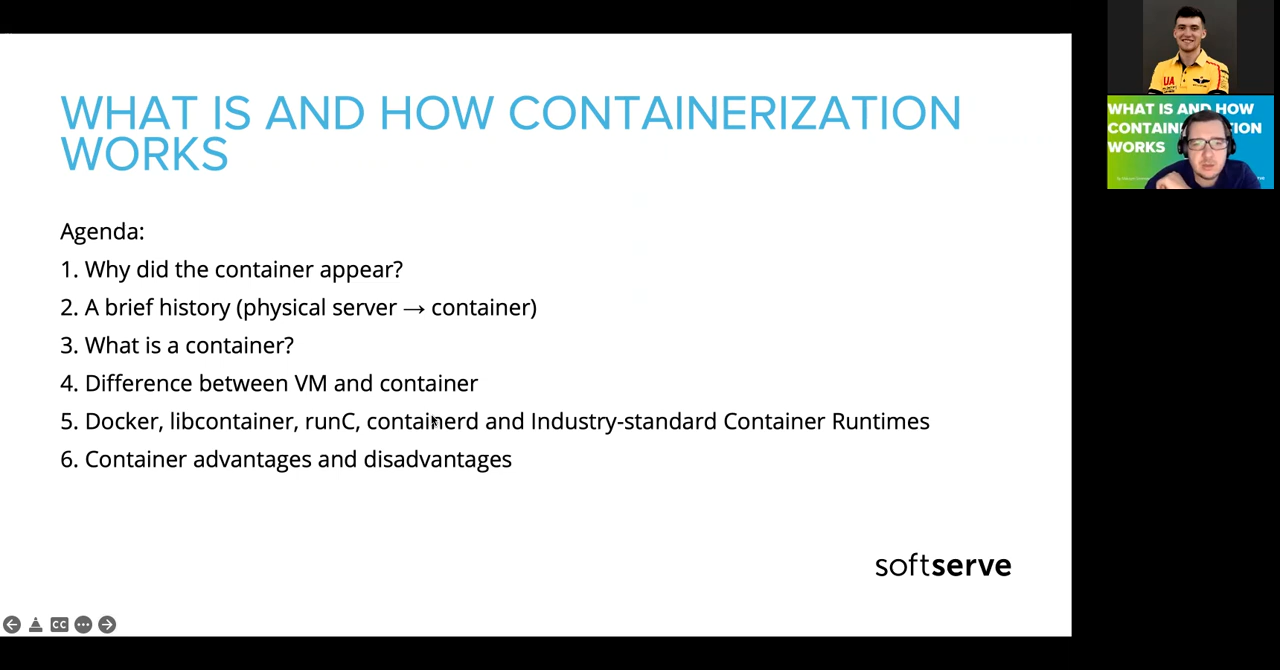 WHAT IS AND HOW CONTAINERIZATION
WORKS
Agenda:
1. Why did the container appear?
2. A brief history (physical server → container)
3. What is a container?
4. Difference between VM and container
5. Docker, libcontainer, runC, containerd and Industry-standard Container Runtimes
6. Container advantages and disadvantages
softserve
CC
UA
WHAT IS AND HOW
WORKS